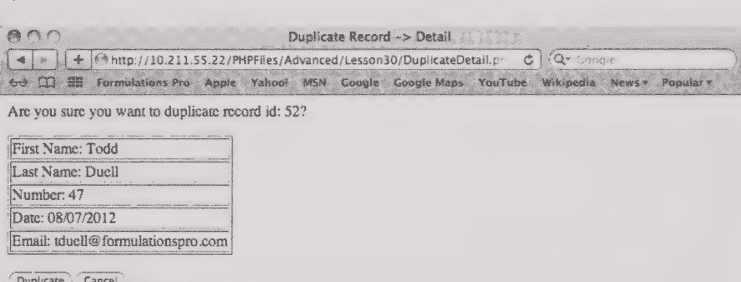 Duplicate Record -> Detail
http://10.211.55.22/PHPFiles/Advanced/Lesson30/DuplicateDetail.p
Google
Formulations Pro Apple Yahoo! MSN Google Google Maps YouTube Wikipedia News Popular
Are you sure you want to duplicate record id: 52?
First Name: Todd
Last Name: Duell
Number: 47
Date: 08/07/2012
Email: tduell@formulationspro.com
Duplicate Cancel